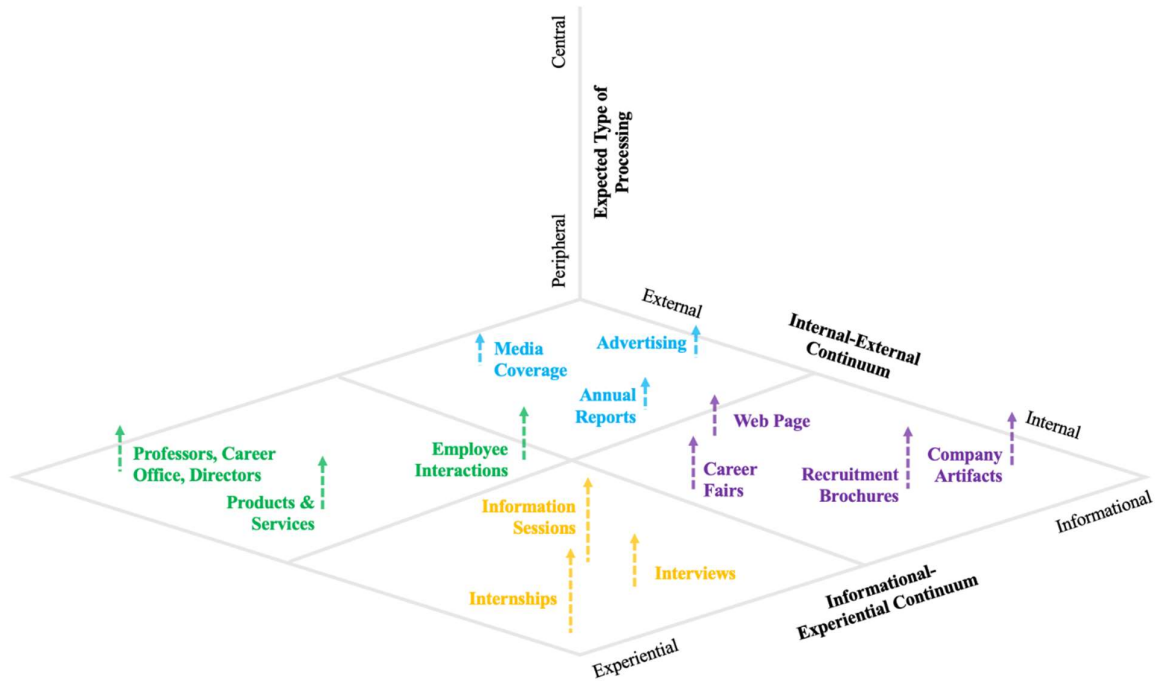 Central
Expected Type of
Processing
Peripheral
External
Internal-External
Continuum
Advertising
Media
Coverage
Annual
Reports
Web Page
Internal
Professors, Career
Office, Directors
Employee
Interactions
Career
Fairs
Recruitment
Brochures
Company
Artifacts
Products &
Services
Information
Sessions
Informational
Interviews
Internships
Informational-
Experiential Continuum
Experiential